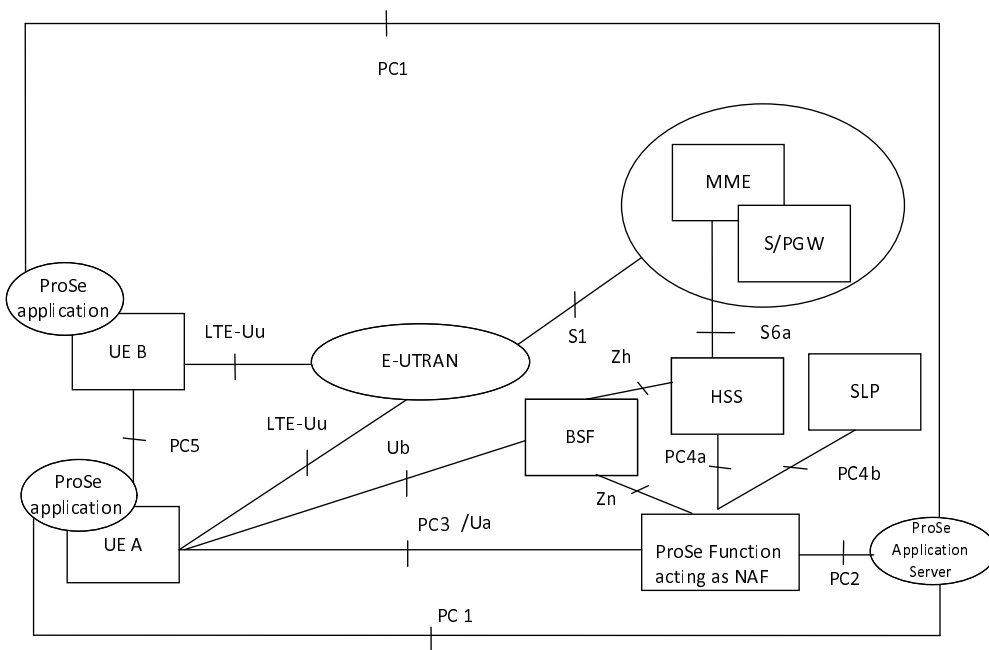 PC1
MME
S/PGW
ProSe
application
LTE-Uu
S1
S6a
UE B
E-UTRAN
Zh
HSS
SLP
LTE-Uu
Ub
BSF
PC5
PC4a
PC4b
ProSe
application
Zn
UE A
PC3 /Ua
ProSe Function
acting as NAF
PC2
ProSe
Application
Server
PC 1